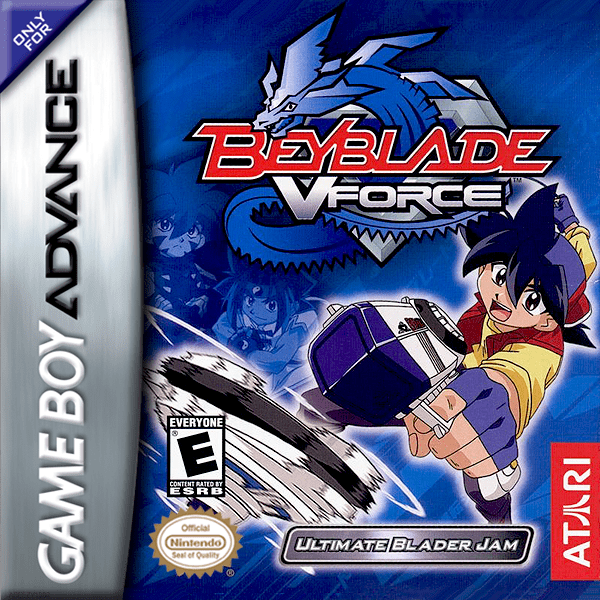 ONLY
FOR
GAME BOY ADVANCE
BEYBLADE
VFORCE
™
EVERYONE
E
®
CONTENT RATED BY
ESRB
Official
Nintendo
Seal of Quality
®
ULTIMATE BLADER JAM
ATARI